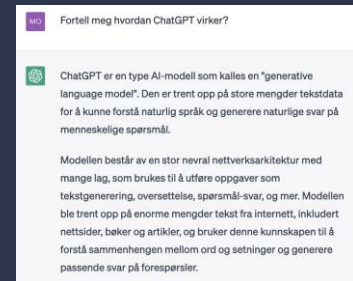 MO
Fortell meg hvordan ChatGPT virker?
ChatGPT er en type AI-modell som kalles en "generative
language model". Den er trent opp på store mengder tekstdata
for å kunne forstå naturlig språk og generere naturlige svar på
menneskelige spørsmål.
Modellen består av en stor nevral nettverksarkitektur med
mange lag, som brukes til å utføre oppgaver som
tekstgenerering, oversettelse, spørsmål-svar, og mer. Modellen
ble trent opp på enorme mengder tekst fra internett, inkludert
nettsider, bøker og artikler, og bruker denne kunnskapen til å
forstå sammenhengen mellom ord og setninger og generere
passende svar på forespørsler.